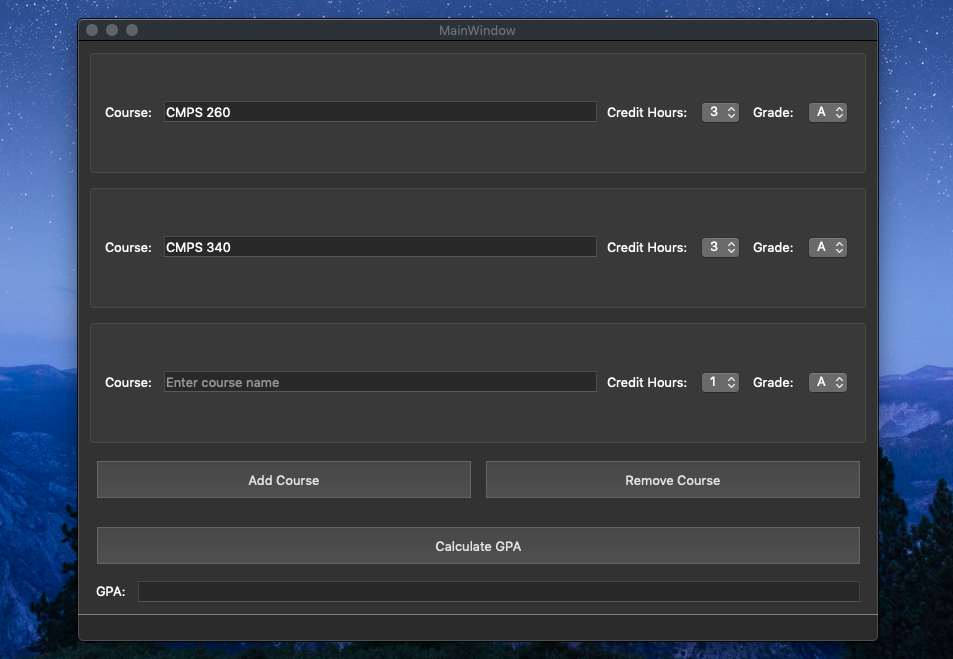 MainWindow
Course: CMPS 260 Credit Hours: 3 Grade: A
Course: CMPS 340 Credit Hours: 3 Grade: A
Course: Enter course name Credit Hours: 1 Grade: A
Add Course Remove Course
Calculate GPA
GPA: